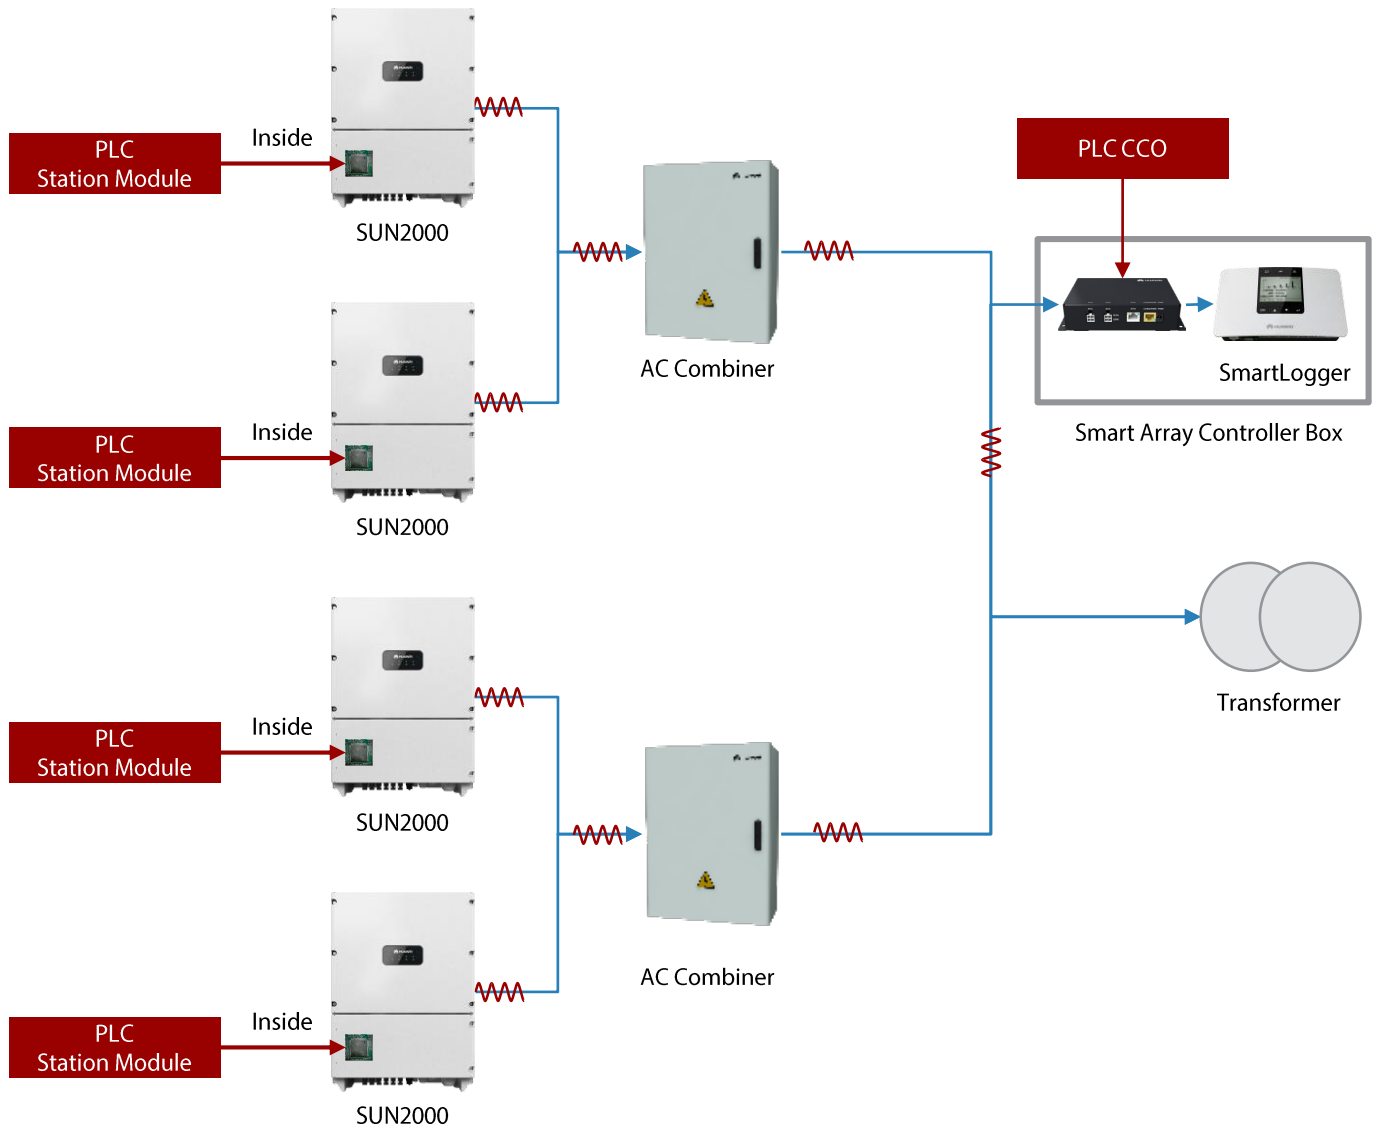 PLC
Station Module
Inside
SUN2000
PLC
Station Module
Inside
SUN2000
PLC
Station Module
Inside
SUN2000
PLC
Station Module
Inside
SUN2000
AC Combiner
AC Combiner
PLC CCO
SmartLogger
Smart Array Controller Box
Transformer